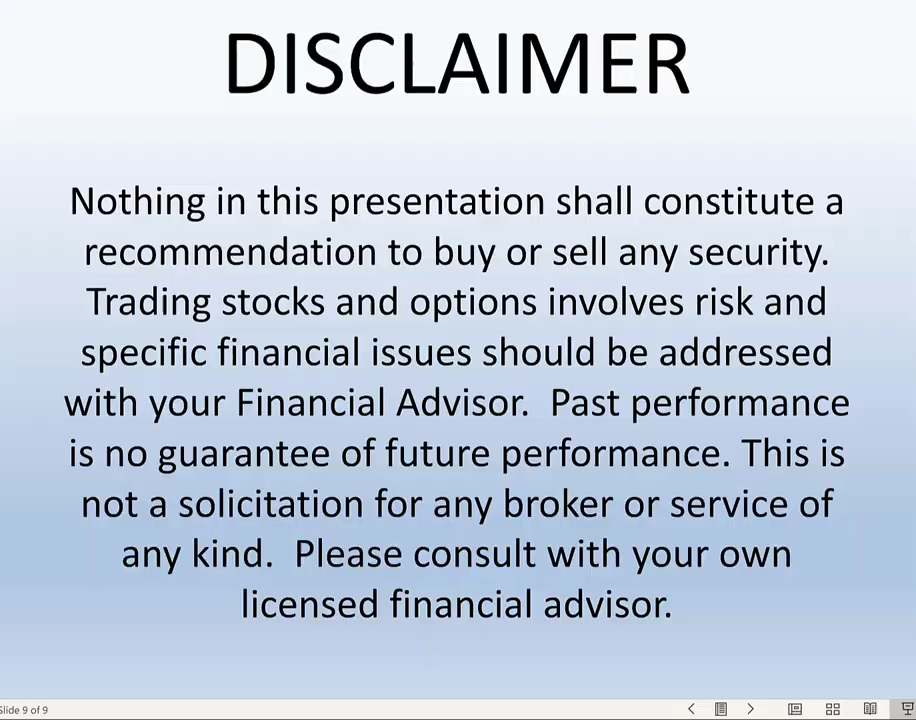 DISCLAIMER
Nothing in this presentation shall constitute a
recommendation to buy or sell any security.
Trading stocks and options involves risk and
specific financial issues should be addressed
with your Financial Advisor.  Past performance
is no guarantee of future performance. This is
not a solicitation for any broker or service of
any kind.  Please consult with your own
licensed financial advisor.
Slide 9 of 9